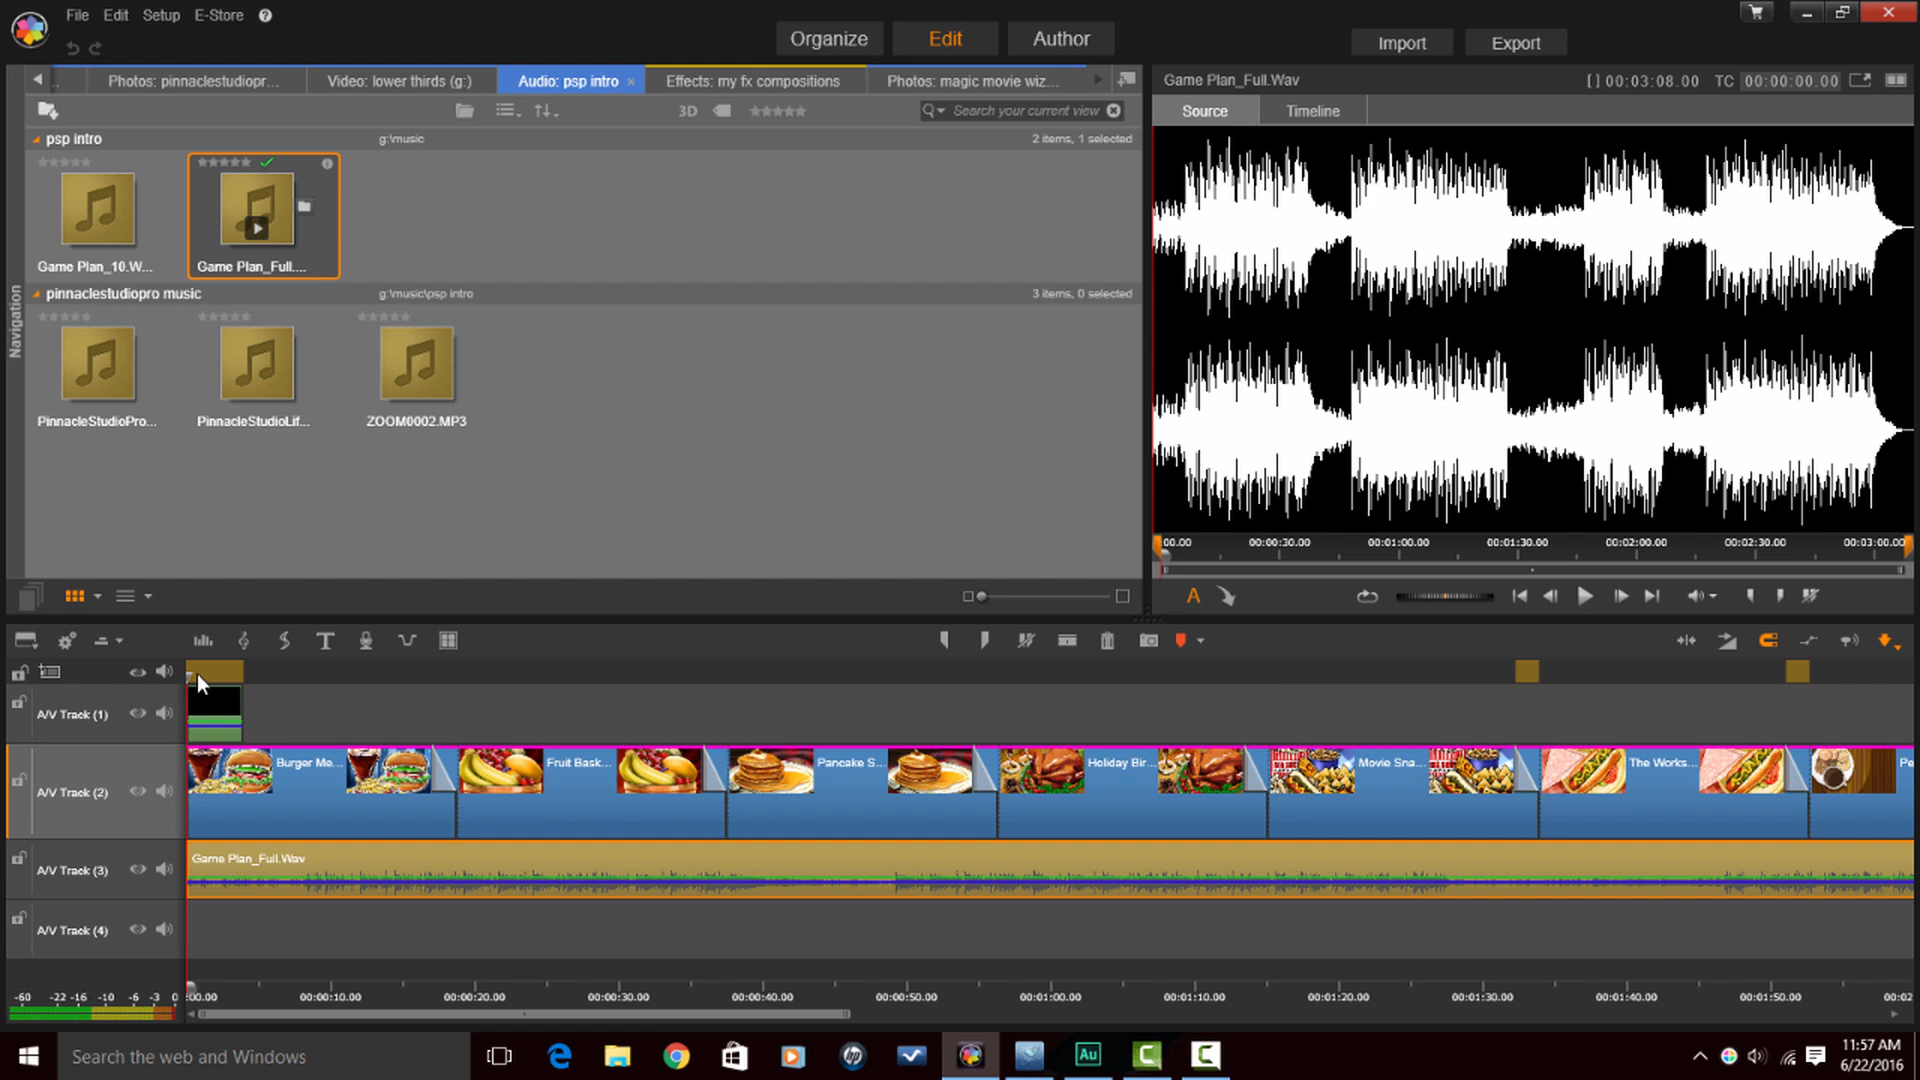 File Edit Setup E-Store ?
Organize Edit Author
Import Export
.. Photos: pinnaclestudiopr... Video: lower thirds (g:) Audio: psp intro × Effects: my fx compositions Photos: magic movie wiz...
Game Plan_Full.Wav [ ] 00:03:08.00 TC 00:00:00.00
3D Search your current view
Source Timeline
psp intro g:\music 2 items, 1 selected
Game Plan_10.W... Game Plan_Full....
pinnaclestudiopro music g:\music\psp intro 3 items, 0 selected
Navigation
PinnacleStudioPro... PinnacleStudioLif... ZOOM0002.MP3
:00.00 00:00:30.00 00:01:00.00 00:01:30.00 00:02:00.00 00:02:30.00 00:03:00.00
A
T
A/V Track (1)
Burger Me... Fruit Bask... Pancake S... Holiday Bir... Movie Sna... The Works... Pe
A/V Track (2)
Game Plan_Full.Wav
A/V Track (3)
A/V Track (4)
-60 -22 -16 -10 -6 -3 0 :00.00 00:00:10.00 00:00:20.00 00:00:30.00 00:00:40.00 00:00:50.00 00:01:00.00 00:01:10.00 00:01:20.00 00:01:30.00 00:01:40.00 00:01:50.00 00:02
Search the web and Windows
hp
Au
11:57 AM
6/22/2016